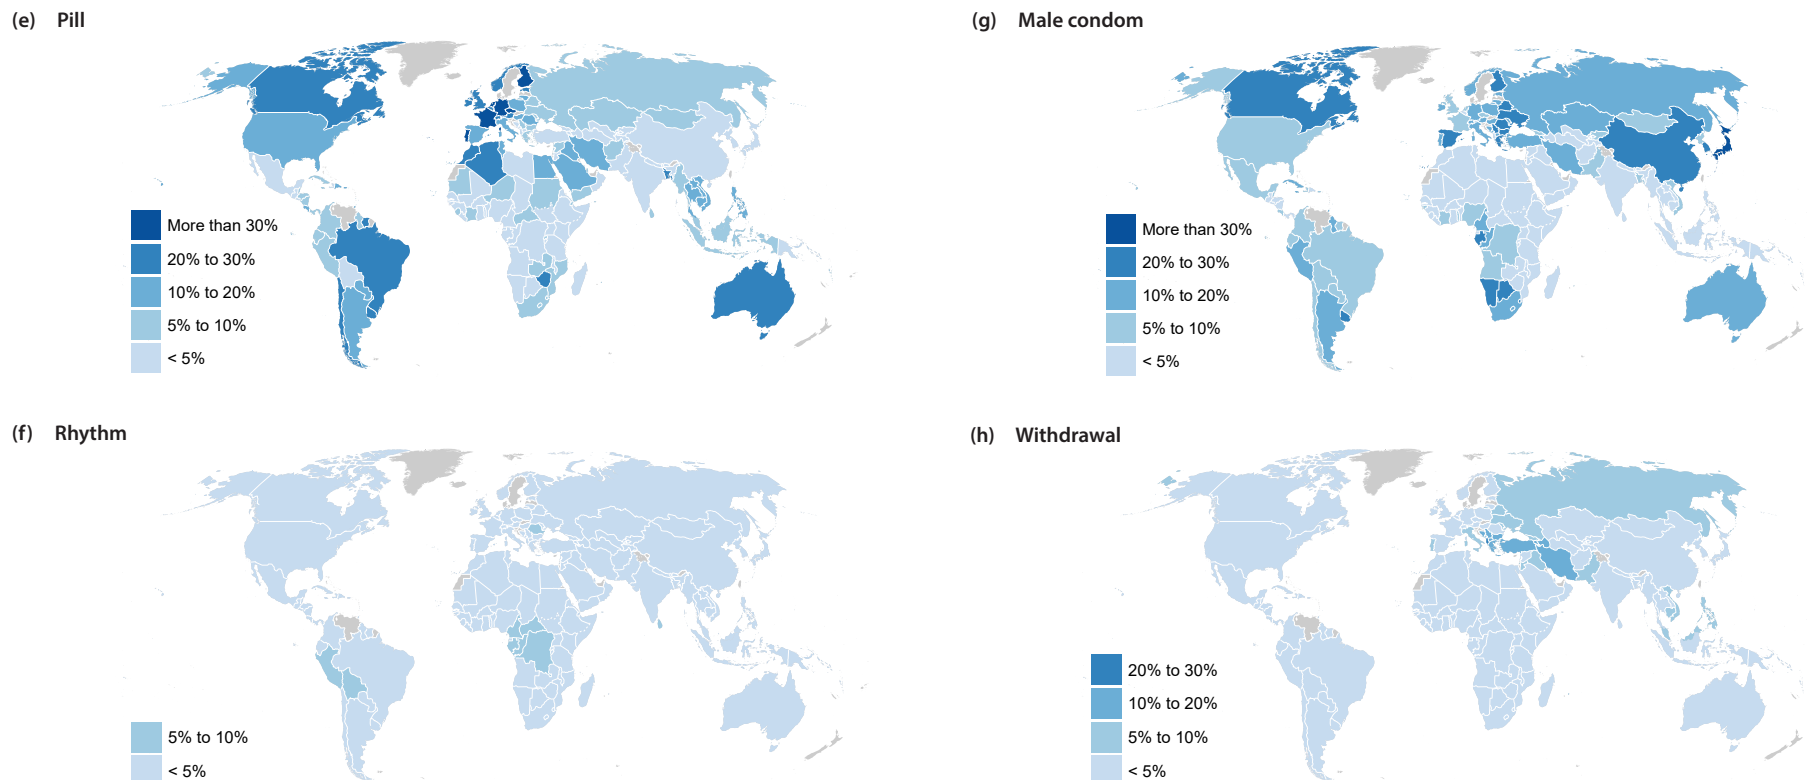 (e) Pill
More than 30%
20% to 30%
10% to 20%
5% to 10%
< 5%
(g) Male condom
More than 30%
20% to 30%
10% to 20%
5% to 10%
< 5%
(f) Rhythm
5% to 10%
< 5%
(h) Withdrawal
20% to 30%
10% to 20%
5% to 10%
< 5%